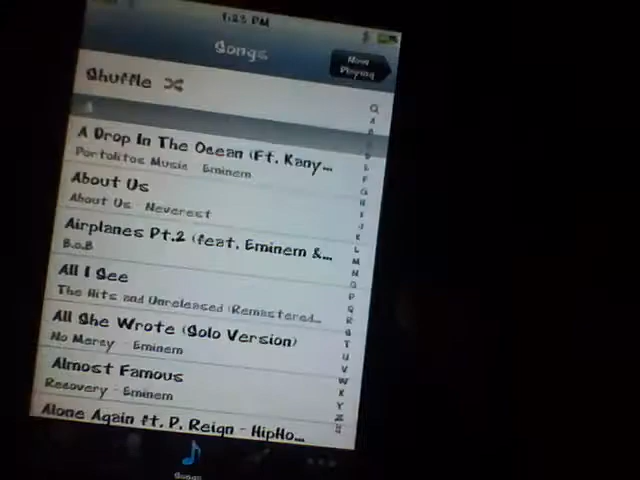 1:23 PM
Songs
Now
Playing
Shuffle
A
A Drop In The Ocean (Ft. Kany...
Portolitos Music - Eminem
About Us
About Us - Neverest
Airplanes Pt.2 (feat. Eminem &...
B.o.B
All I See
The Hits and Unreleased (Remastered...
All She Wrote (Solo Version)
No Mercy - Eminem
Almost Famous
Recovery - Eminem
Alone Again ft. P. Reign - HipHo...
Songs